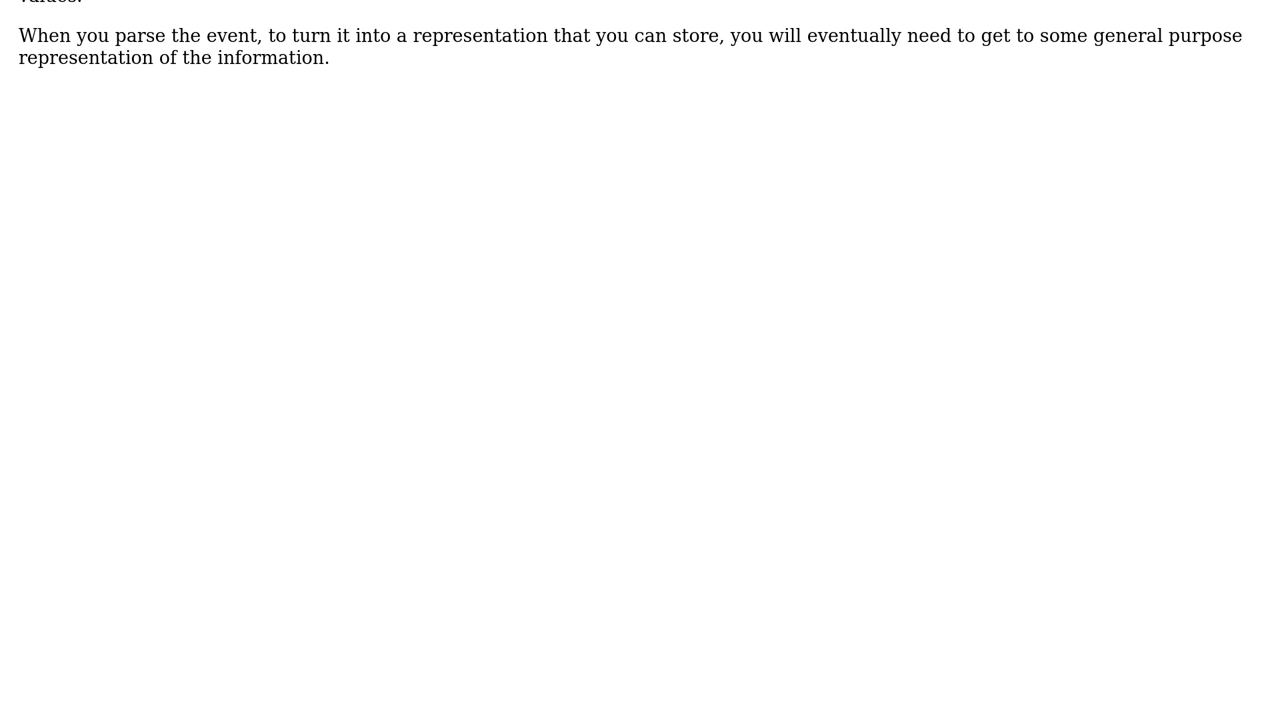 values.
When you parse the event, to turn it into a representation that you can store, you will eventually need to get to some general purpose
representation of the information.